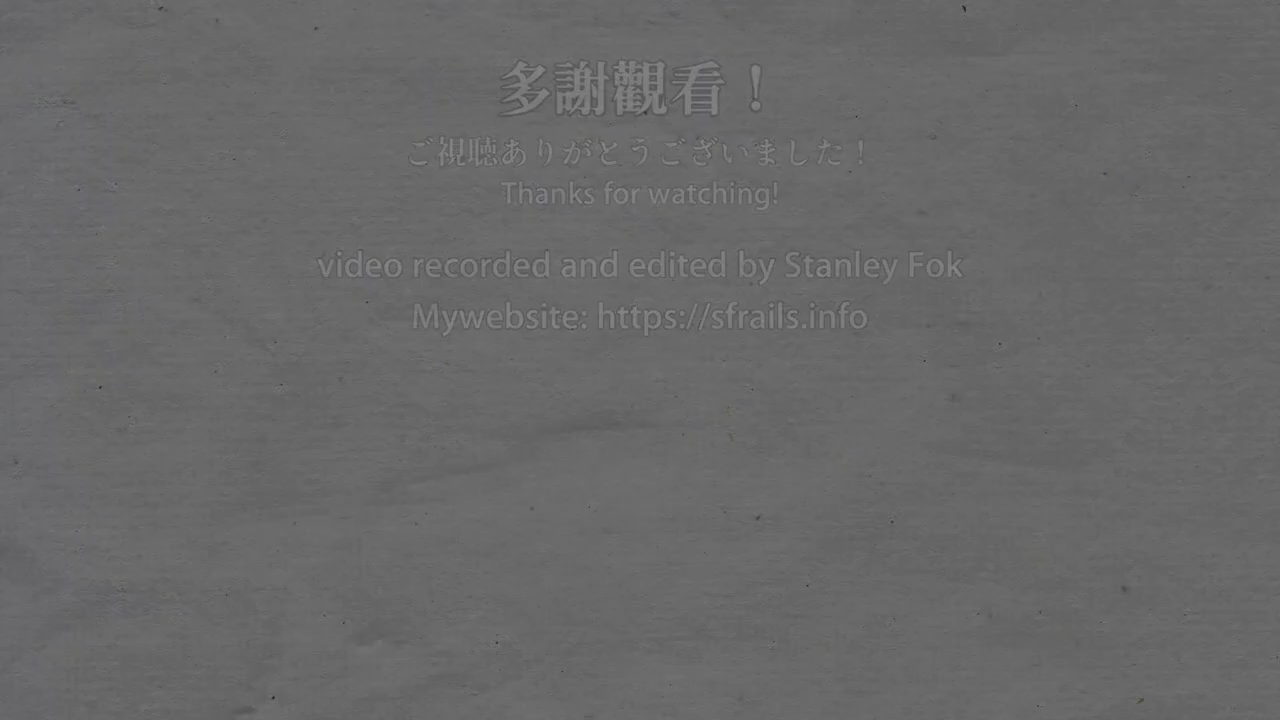 多謝觀看！
ご視聴ありがとうございました！
Thanks for watching!
video recorded and edited by Stanley Fok
Mywebsite: https://sfrails.info